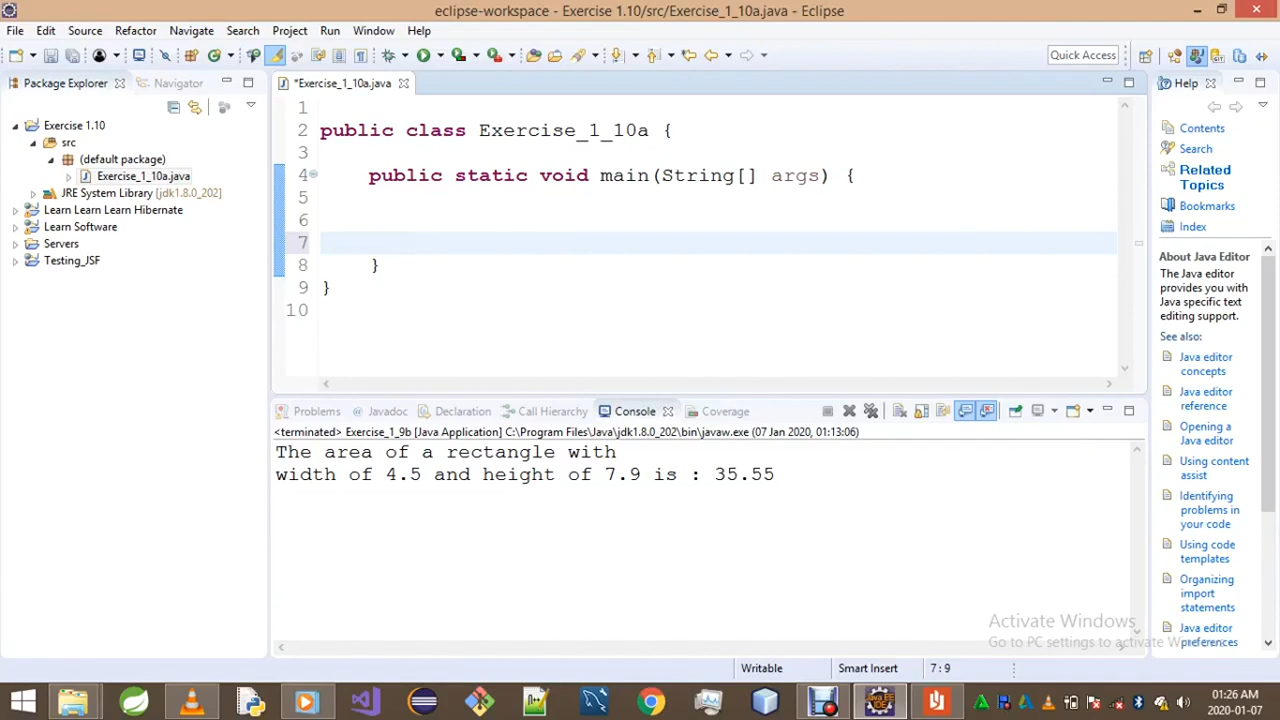 eclipse-workspace - Exercise 1.10/src/Exercise_1_10a.java - Eclipse
File Edit Source Refactor Navigate Search Project Run Window Help
Quick Access
Package Explorer Navigator
Exercise 1.10
src
(default package)
Exercise_1_10a.java
JRE System Library [jdk1.8.0_202]
Learn Learn Learn Hibernate
Learn Software
Servers
Testing_JSF
*Exercise_1_10a.java
1
2 public class Exercise_1_10a {
3
4 public static void main(String[] args) {
5
6
7
8 }
9 }
10
Problems @ Javadoc Declaration Call Hierarchy Console Coverage
<terminated> Exercise_1_9b [Java Application] C:\Program Files\Java\jdk1.8.0_202\bin\javaw.exe (07 Jan 2020, 01:13:06)
The area of a rectangle with
width of 4.5 and height of 7.9 is : 35.55
Help
Contents
Search
Related
Topics
Bookmarks
Index
About Java Editor
The Java editor
provides you with
Java specific text
editing support.
See also:
Java editor
concepts
Java editor
reference
Opening a
Java editor
Using content
assist
Identifying
problems in
your code
Using code
templates
Organizing
import
statements
Java editor
preferences
Activate Windows
Go to PC settings to activate Windows.
Writable Smart Insert 7 : 9
01:26 AM
2020-01-07